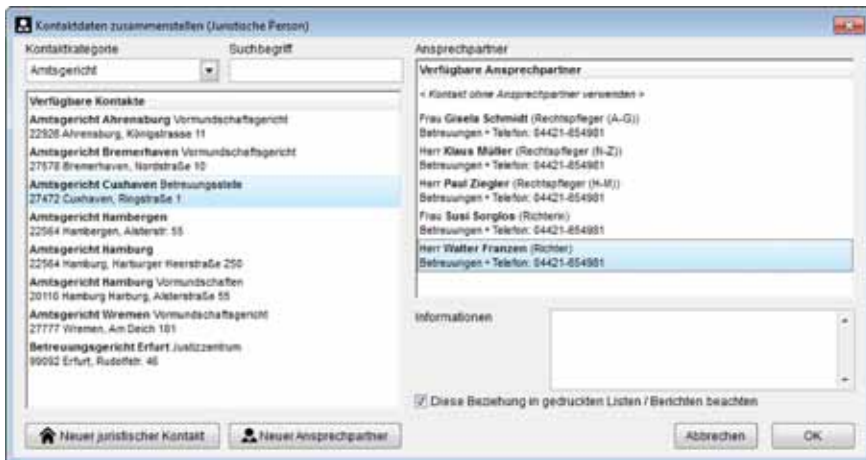 Kontaktdaten zusammenstellen (Juristische Person)
Kontaktkategorie
Suchbegriff
Amtsgericht
Verfügbare Kontakte
Amtsgericht Ahrensburg Vormundschaftsgericht
22926 Ahrensburg, Königstrasse 11
Amtsgericht Bremerhaven Vormundschaftsgericht
27578 Bremerhaven, Nordstraße 10
Amtsgericht Cuxhaven Betreuungsstelle
27472 Cuxhaven, Ringstraße 1
Amtsgericht Hambergen
22564 Hambergen, Alsterstr. 55
Amtsgericht Hamburg
22564 Hamburg, Harburger Heerstraße 250
Amtsgericht Hamburg Vormundschaften
20110 Hamburg Harburg, Alsterstraße 55
Amtsgericht Wremen Vormundschaftsgericht
27777 Wremen, Am Deich 181
Betreuungsgericht Erfurt Justizzentrum
99092 Erfurt, Rudolfstr. 46
Ansprechpartner
Verfügbare Ansprechpartner
< Kontakt ohne Ansprechpartner verwenden >
Frau Gisela Schmidt (Rechtspfleger (A-G))
Betreuungen • Telefon: 04421-654981
Herr Klaus Müller (Rechtspfleger (N-Z))
Betreuungen • Telefon: 04421-654981
Herr Paul Ziegler (Rechtspfleger (H-M))
Betreuungen • Telefon: 04421-654981
Frau Susi Sorglos (Richterin)
Betreuungen • Telefon: 04421-654981
Herr Walter Franzen (Richter)
Betreuungen • Telefon: 04421-654981
Informationen
Diese Beziehung in gedruckten Listen / Berichten beachten
Neuer juristischer Kontakt
Neuer Ansprechpartner
Abbrechen
OK